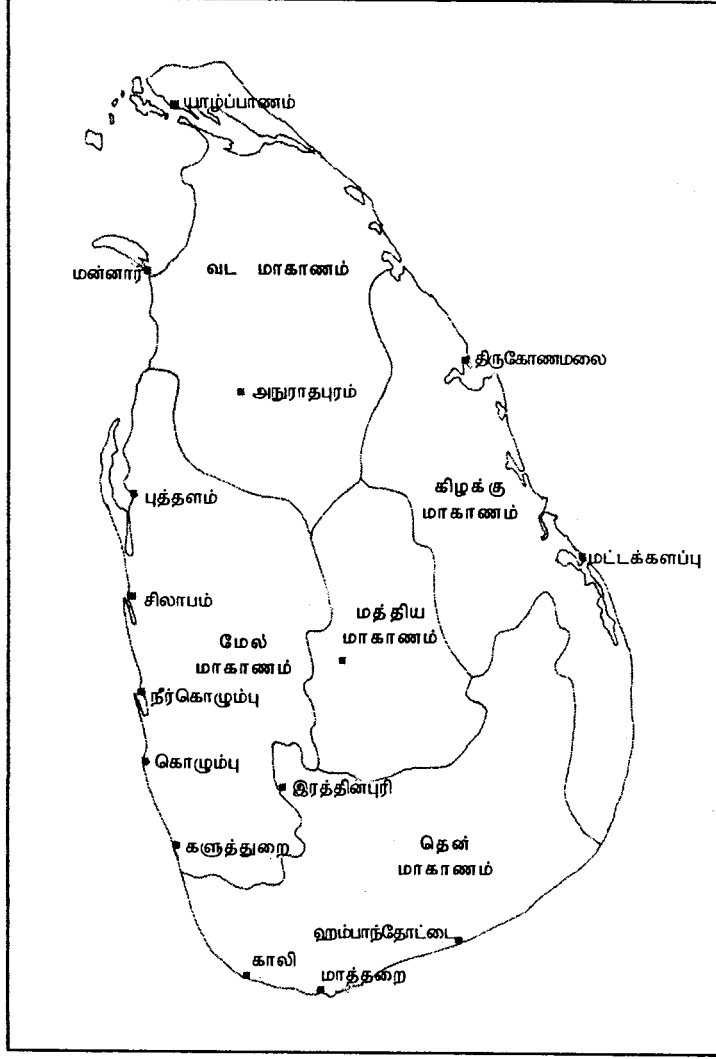 யாழ்ப்பாணம்
மன்னார்
வட மாகாணம்
திருகோணமலை
அநுராதபுரம்
புத்தளம்
கிழக்கு
மாகாணம்
மட்டக்களப்பு
சிலாபம்
மத்திய
மாகாணம்
மேல்
மாகாணம்
நீர்கொழும்பு
கொழும்பு
இரத்தினபுரி
களுத்துறை
தென்
மாகாணம்
ஹம்பாந்தோட்டை
காலி
மாத்தறை